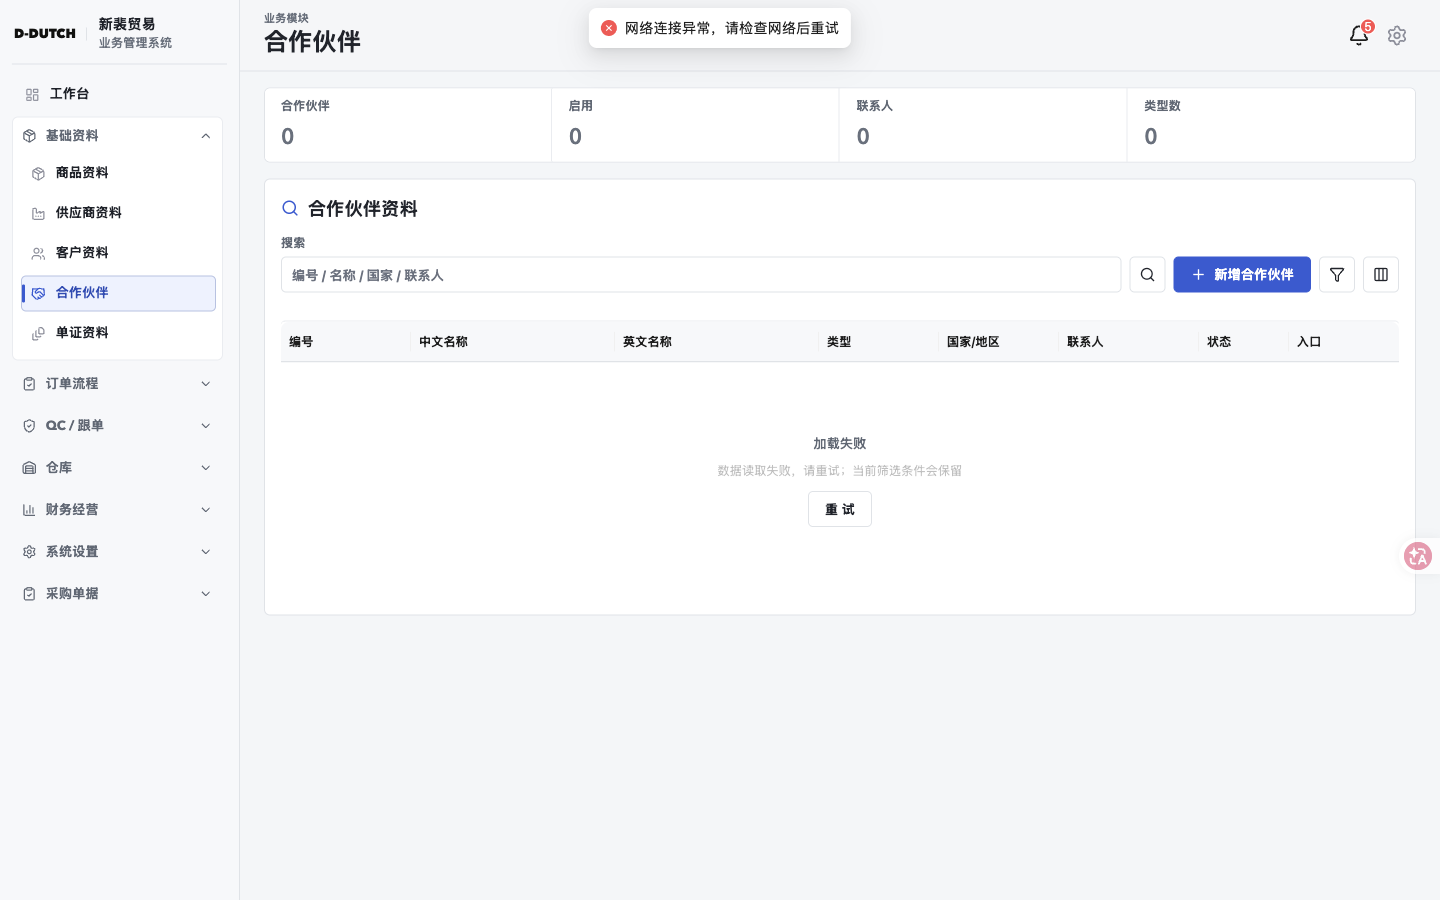 D-DUTCH
新裝贸易
业务管理系统
工作台
基础资料
商品资料
供应商资料
客户资料
合作伙伴
单证资料
订单流程
QC / 跟单
仓库
财务经营
系统设置
采购单据
业务模块
合作伙伴
网络连接异常，请检查网络后重试
5
合作伙伴
0
启用
0
联系人
0
类型数
0
合作伙伴资料
搜索
编号 / 名称 / 国家 / 联系人
新增合作伙伴
编号
中文名称
英文名称
类型
国家/地区
联系人
状态
入口
加载失败
数据读取失败，请重试；当前筛选条件会保留
重 试